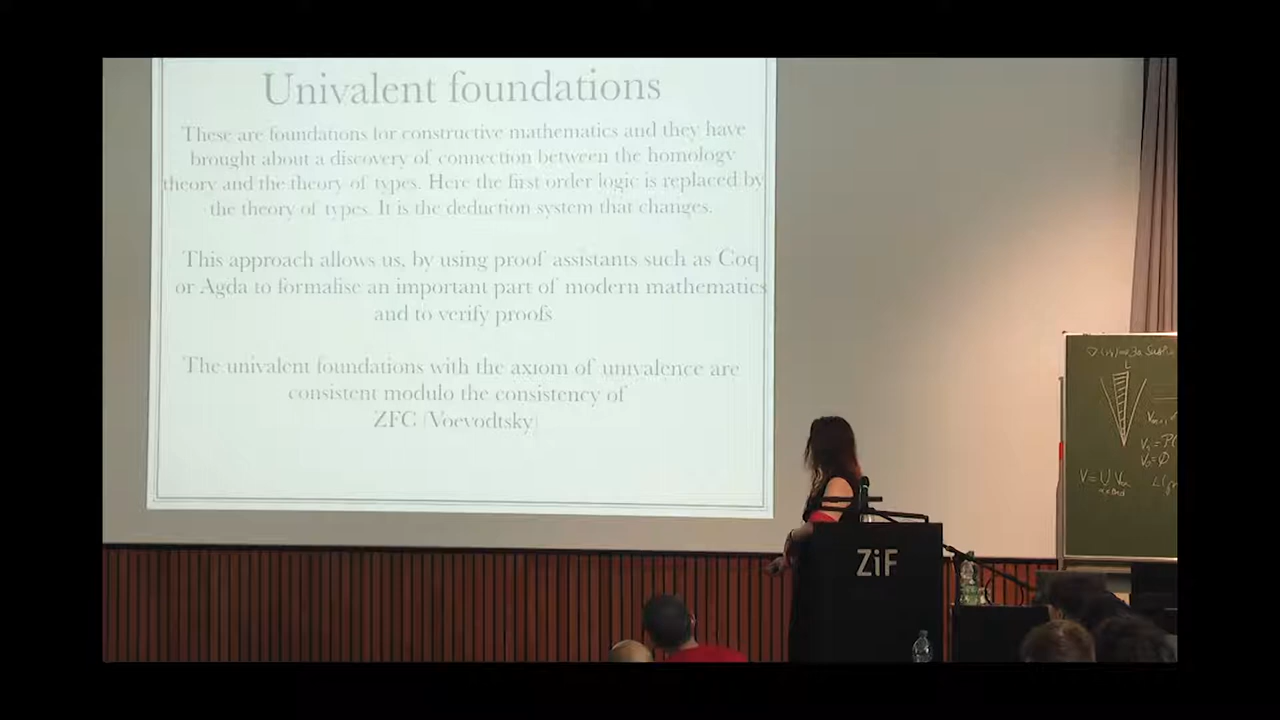 Univalent foundations
These are foundations for constructive mathematics and they have
brought about a discovery of connection between the homology
theory and the theory of types. Here the first order logic is replaced by
the theory of types. It is the deduction system that changes.
This approach allows us, by using proof assistants such as Coq
or Agda to formalise an important part of modern mathematics
and to verify proofs
The univalent foundations with the axiom of univalence are
consistent modulo the consistency of
ZFC (Voevodtsky)
ZiF
L
V₀=∅